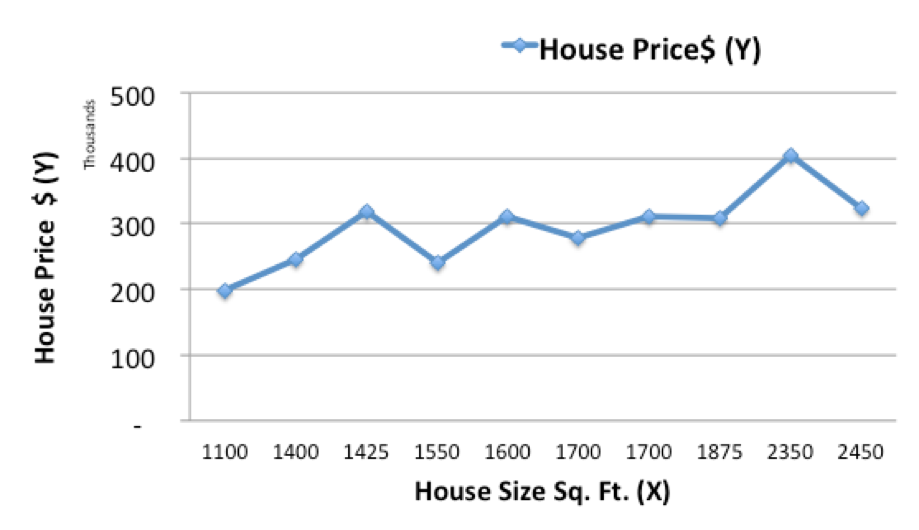 House Price$ (Y)
House Price $ (Y)
Thousands
500
400
300
200
100
-
1100 1400 1425 1550 1600 1700 1700 1875 2350 2450
House Size Sq. Ft. (X)